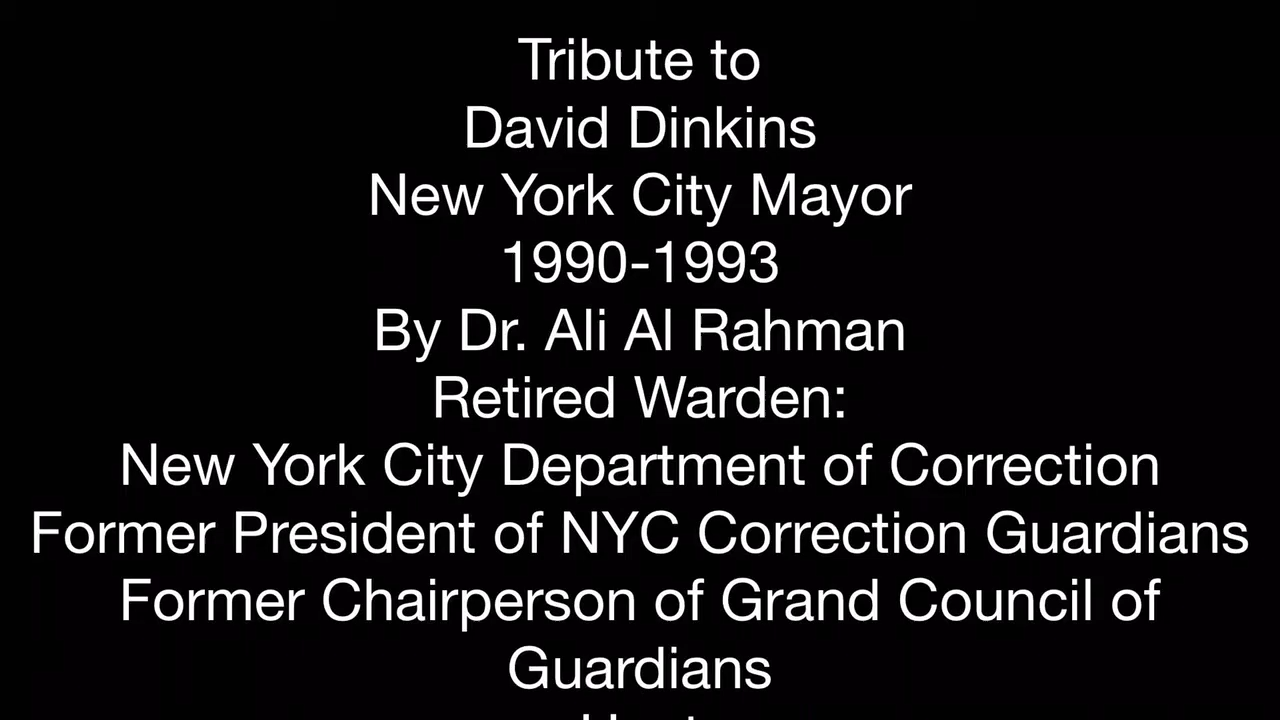 Tribute to
David Dinkins
New York City Mayor
1990-1993
By Dr. Ali Al Rahman
Retired Warden:
New York City Department of Correction
Former President of NYC Correction Guardians
Former Chairperson of Grand Council of
Guardians